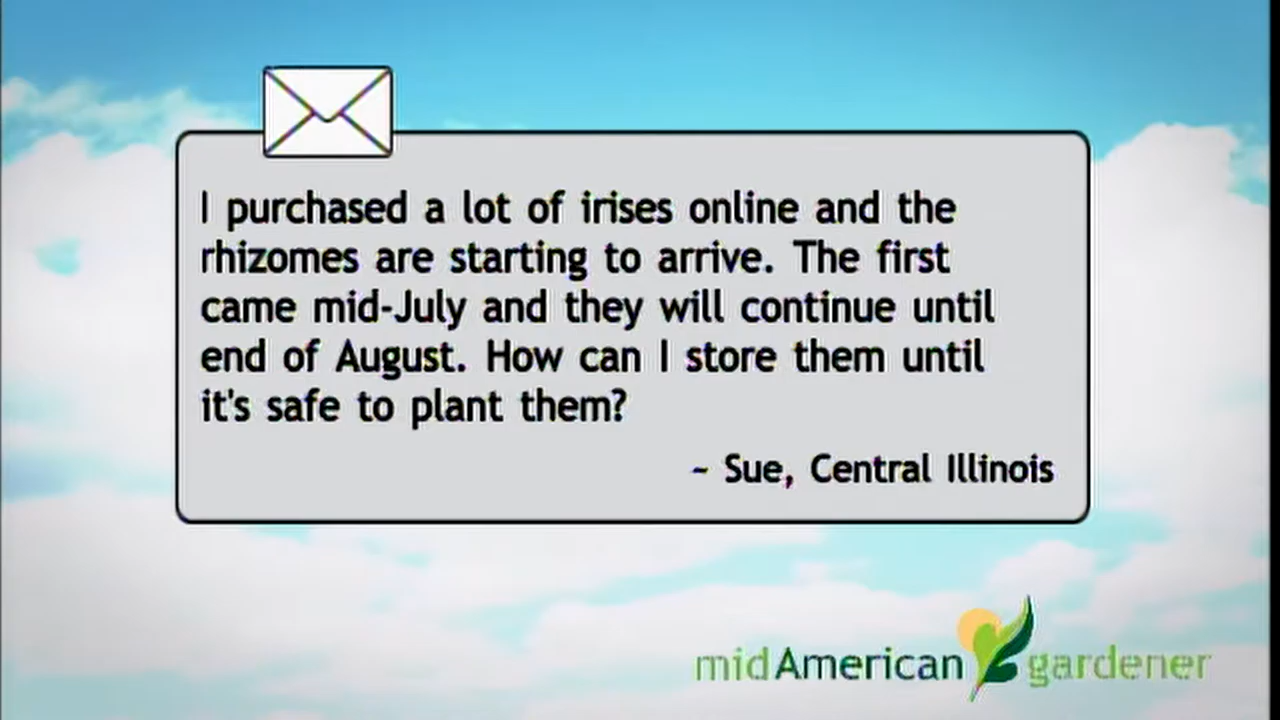 I purchased a lot of irises online and the
rhizomes are starting to arrive. The first
came mid-July and they will continue until
end of August. How can I store them until
it's safe to plant them?
~ Sue, Central Illinois
midAmerican gardener